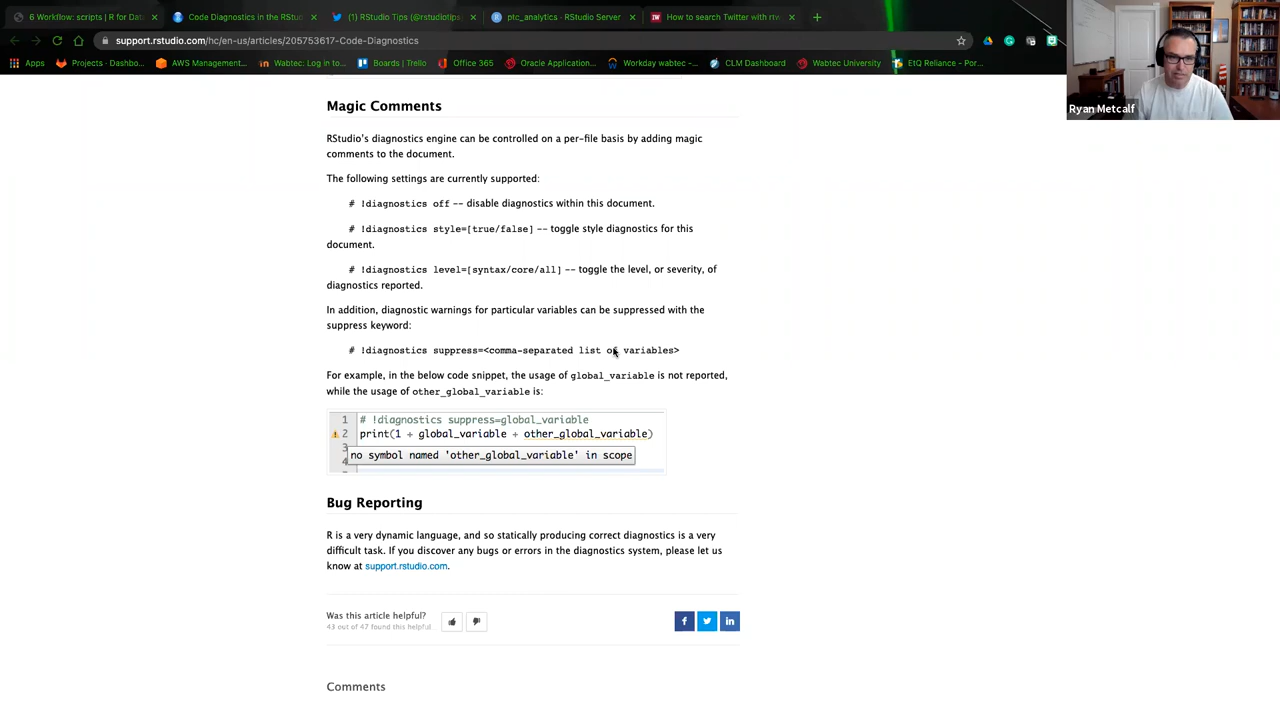 6 Workflow: scripts | R for Dat
Code Diagnostics in the RStud
(1) RStudio Tips (@rstudiotips
ptc_analytics - RStudio Server
How to search Twitter with rtw
support.rstudio.com/hc/en-us/articles/205753617-Code-Diagnostics
Apps
Projects - Dashbo...
AWS Management...
Wabtec: Log in to...
Boards | Trello
Office 365
Oracle Application...
Workday wabtec -...
CLM Dashboard
Wabtec University
EtQ Reliance - Por...
Ryan Metcalf
Magic Comments
RStudio's diagnostics engine can be controlled on a per-file basis by adding magic
comments to the document.
The following settings are currently supported:
# !diagnostics off -- disable diagnostics within this document.
# !diagnostics style=[true/false] -- toggle style diagnostics for this
document.
# !diagnostics level=[syntax/core/all] -- toggle the level, or severity, of
diagnostics reported.
In addition, diagnostic warnings for particular variables can be suppressed with the
suppress keyword:
# !diagnostics suppress=<comma-separated list of variables>
For example, in the below code snippet, the usage of global_variable is not reported,
while the usage of other_global_variable is:
1 # !diagnostics suppress=global_variable
2 print(1 + global_variable + other_global_variable)
3
no symbol named 'other_global_variable' in scope
4
Bug Reporting
R is a very dynamic language, and so statically producing correct diagnostics is a very
difficult task. If you discover any bugs or errors in the diagnostics system, please let us
know at support.rstudio.com.
Was this article helpful?
43 out of 47 found this helpful
Comments